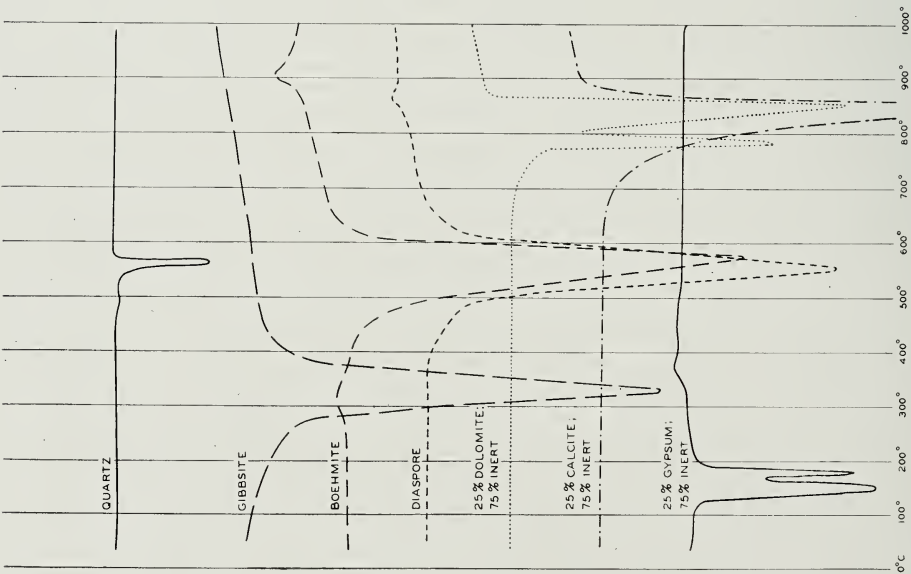 QUARTZ
GIBBSITE
BOEHMITE
DIASPORE
25% DOLOMITE;
75% INERT
25% CALCITE;
75% INERT
25% GYPSUM;
75% INERT
0°C
100°
200°
300°
400°
500°
600°
700°
800°
900°
1000°